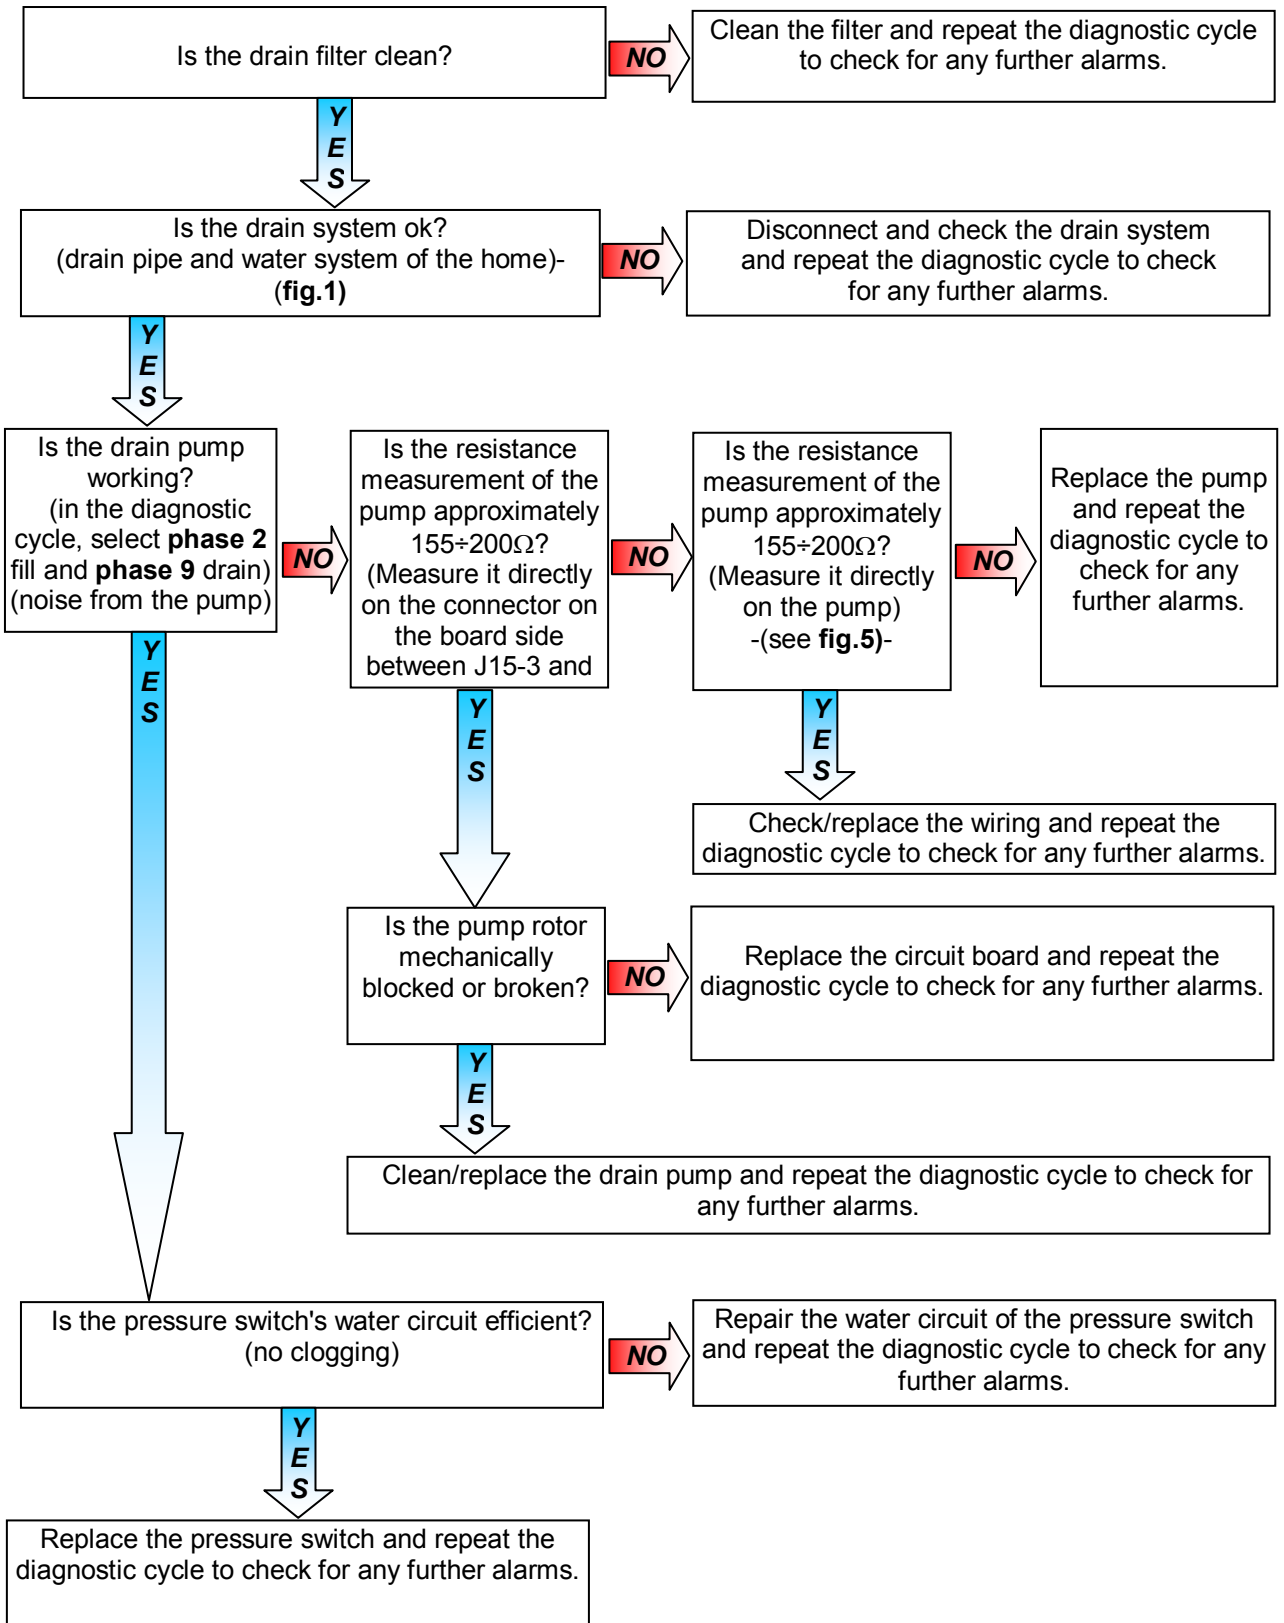 Is the drain filter clean?
NO
Clean the filter and repeat the diagnostic cycle
to check for any further alarms.
YES
Is the drain system ok?
(drain pipe and water system of the home)-
(fig.1)
NO
Disconnect and check the drain system
and repeat the diagnostic cycle to check
for any further alarms.
YES
Is the drain pump
working?
(in the diagnostic
cycle, select phase 2
fill and phase 9 drain)
(noise from the pump)
NO
Is the resistance
measurement of the
pump approximately
155÷200Ω?
(Measure it directly
on the connector on
the board side
between J15-3 and
NO
Is the resistance
measurement of the
pump approximately
155÷200Ω?
(Measure it directly
on the pump)
-(see fig.5)-
NO
Replace the pump
and repeat the
diagnostic cycle to
check for any
further alarms.
YES
YES
YES
Check/replace the wiring and repeat the
diagnostic cycle to check for any further alarms.
Is the pump rotor
mechanically
blocked or broken?
NO
Replace the circuit board and repeat the
diagnostic cycle to check for any further alarms.
YES
Clean/replace the drain pump and repeat the diagnostic cycle to check for
any further alarms.
Is the pressure switch's water circuit efficient?
(no clogging)
NO
Repair the water circuit of the pressure switch
and repeat the diagnostic cycle to check for any
further alarms.
YES
Replace the pressure switch and repeat the
diagnostic cycle to check for any further alarms.